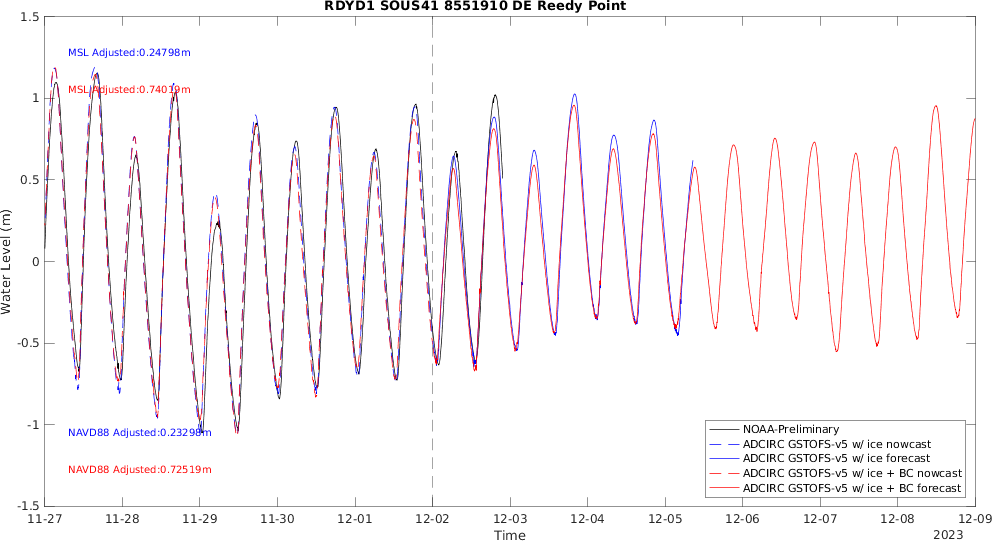 RDYD1 SOUS41 8551910 DE Reedy Point
1.5
1
0.5
0
-0.5
-1
-1.5
Water Level (m)
MSL Adjusted:0.24798m
MSL Adjusted:0.74019m
NAVD88 Adjusted:0.23298m
NAVD88 Adjusted:0.72519m
NOAA-Preliminary
ADCIRC GSTOFS-v5 w/ ice nowcast
ADCIRC GSTOFS-v5 w/ ice forecast
ADCIRC GSTOFS-v5 w/ ice + BC nowcast
ADCIRC GSTOFS-v5 w/ ice + BC forecast
11-27 11-28 11-29 11-30 12-01 12-02 12-03 12-04 12-05 12-06 12-07 12-08 12-09
Time
2023